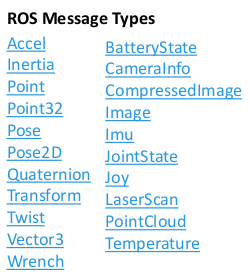 ROS Message Types
Accel
Inertia
Point
Point32
Pose
Pose2D
Quaternion
Transform
Twist
Vector3
Wrench
BatteryState
CameraInfo
CompressedImage
Image
Imu
JointState
Joy
LaserScan
PointCloud
Temperature